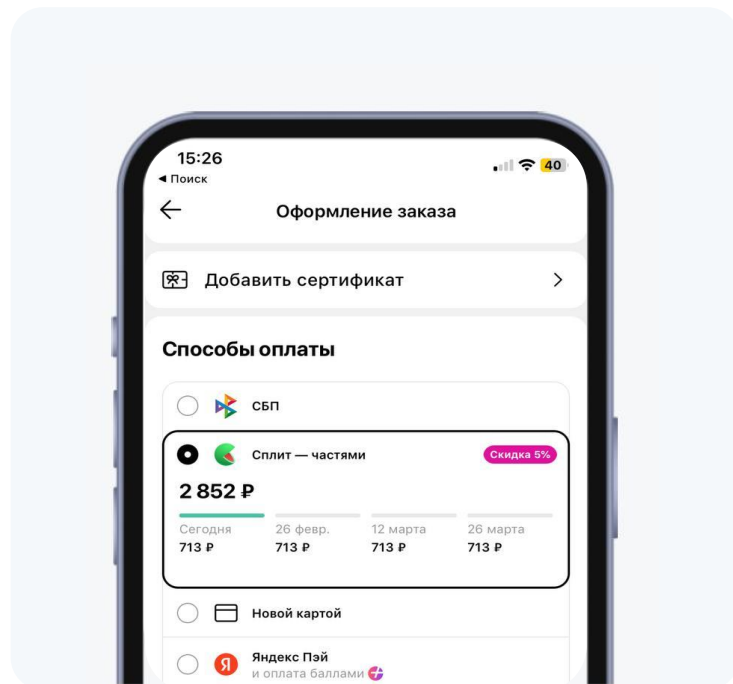 15:26
40
◀ Поиск
Оформление заказа
Добавить сертификат
Способы оплаты
СБП
Сплит — частями
Скидка 5%
2 852 ₽
Сегодня 26 февр. 12 марта 26 марта
713 ₽ 713 ₽ 713 ₽ 713 ₽
Новой картой
Я
Яндекс Пэй
и оплата баллами